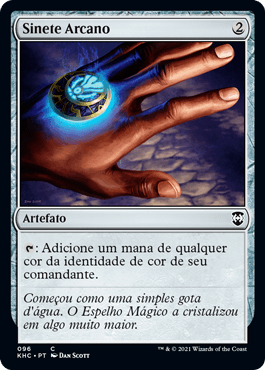 Sinete Arcano 2
Artefato
: Adicione um mana de qualquer
cor da identidade de cor de seu
comandante.
Começou como uma simples gota
d'água. O Espelho Mágico a cristalizou
em algo muito maior.
096 C
KHC • PT DAN SCOTT
™ & © 2021 Wizards of the Coast